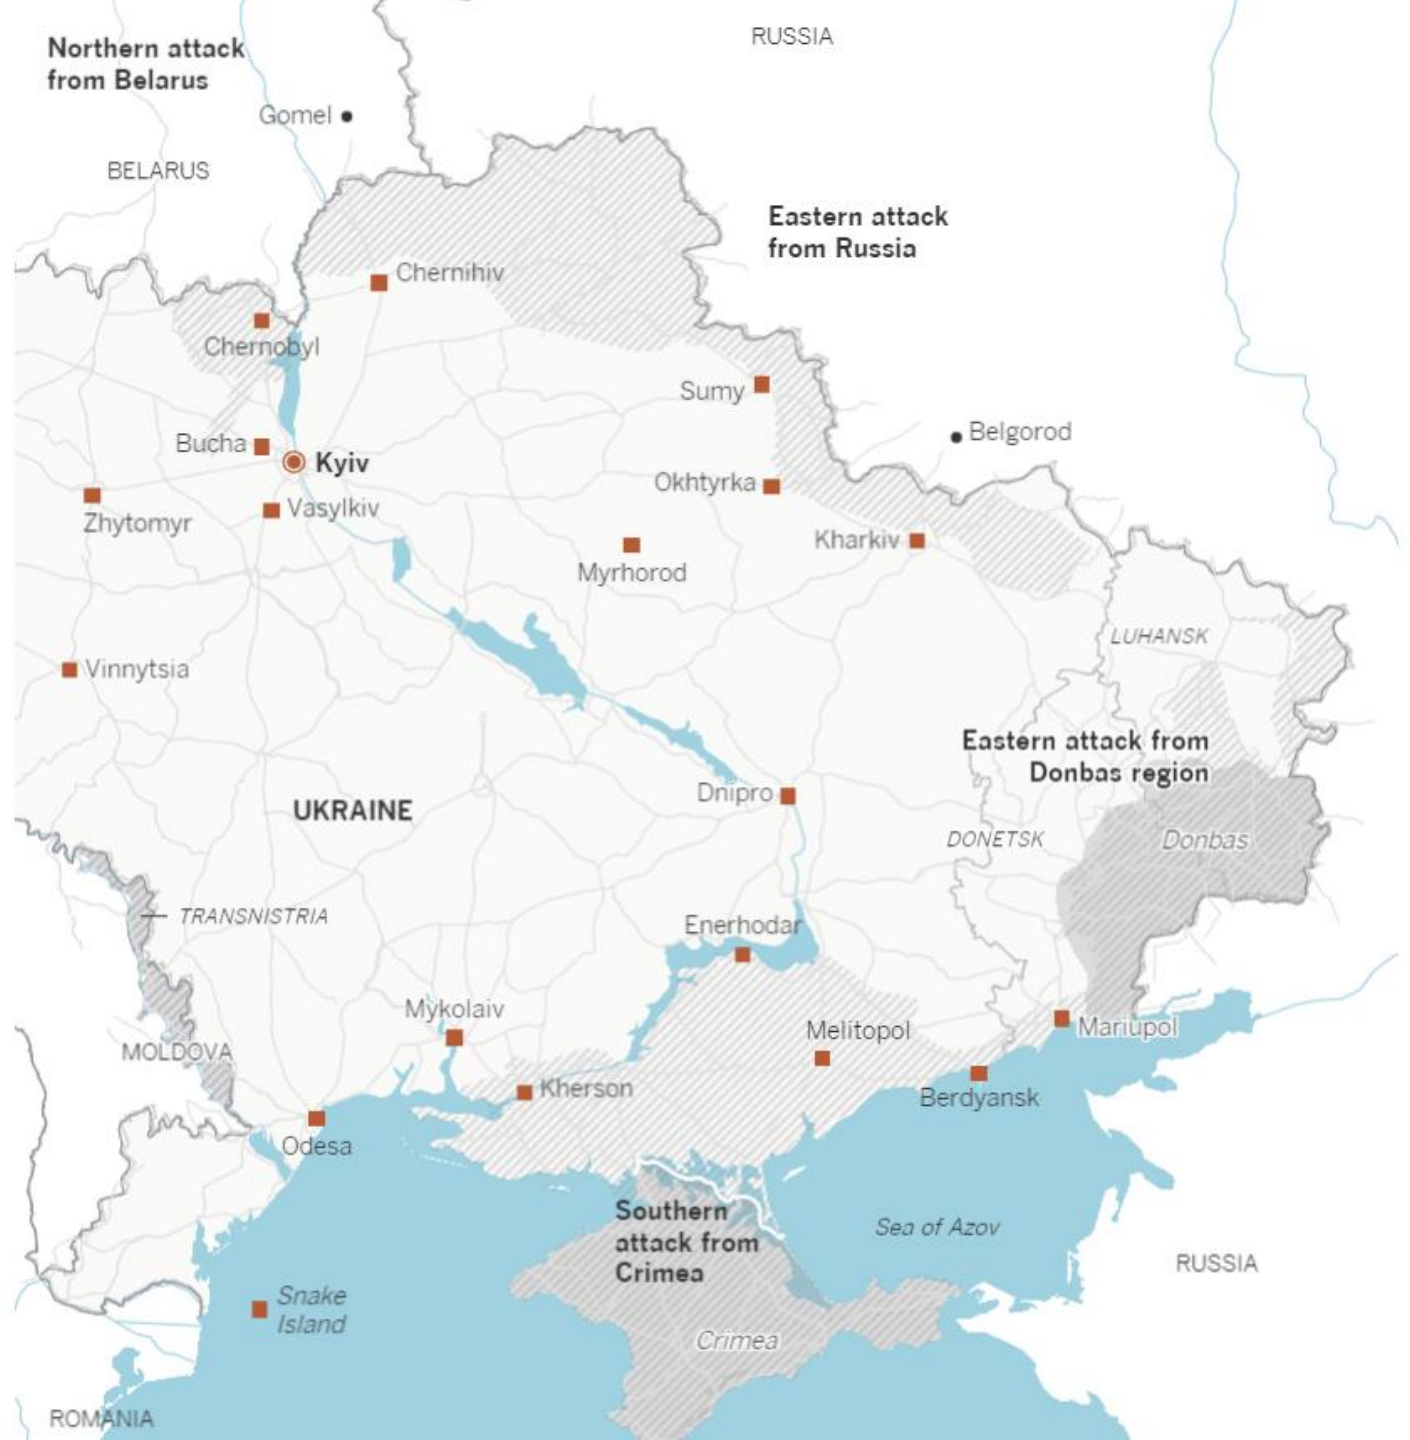 RUSSIA
Northern attack
from Belarus
Gomel
BELARUS
Eastern attack
from Russia
Chernihiv
Chernobyl
Sumy
Belgorod
Bucha
Kyiv
Okhtyrka
Vasylkiv
Zhytomyr
Kharkiv
Myrhorod
LUHANSK
Vinnytsia
Eastern attack from
Donbas region
Dnipro
UKRAINE
DONETSK
Donbas
TRANSNISTRIA
Enerhodar
Mykolaiv
Melitopol
Mariupol
MOLDOVA
Kherson
Berdyansk
Odesa
Southern
attack from
Crimea
Sea of Azov
RUSSIA
Snake
Island
Crimea
ROMANIA